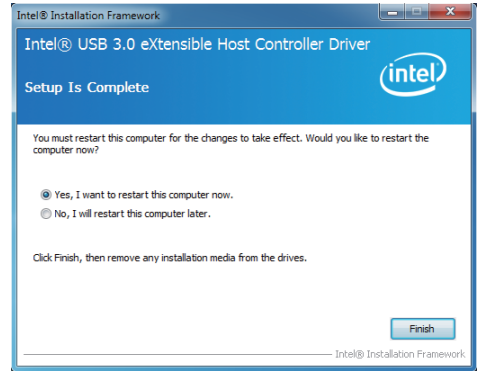 Intel® Installation Framework
Intel® USB 3.0 eXtensible Host Controller Driver
intel
Setup Is Complete
You must restart this computer for the changes to take effect. Would you like to restart the
computer now?
Yes, I want to restart this computer now.
No, I will restart this computer later.
Click Finish, then remove any installation media from the drives.
Finish
Intel® Installation Framework